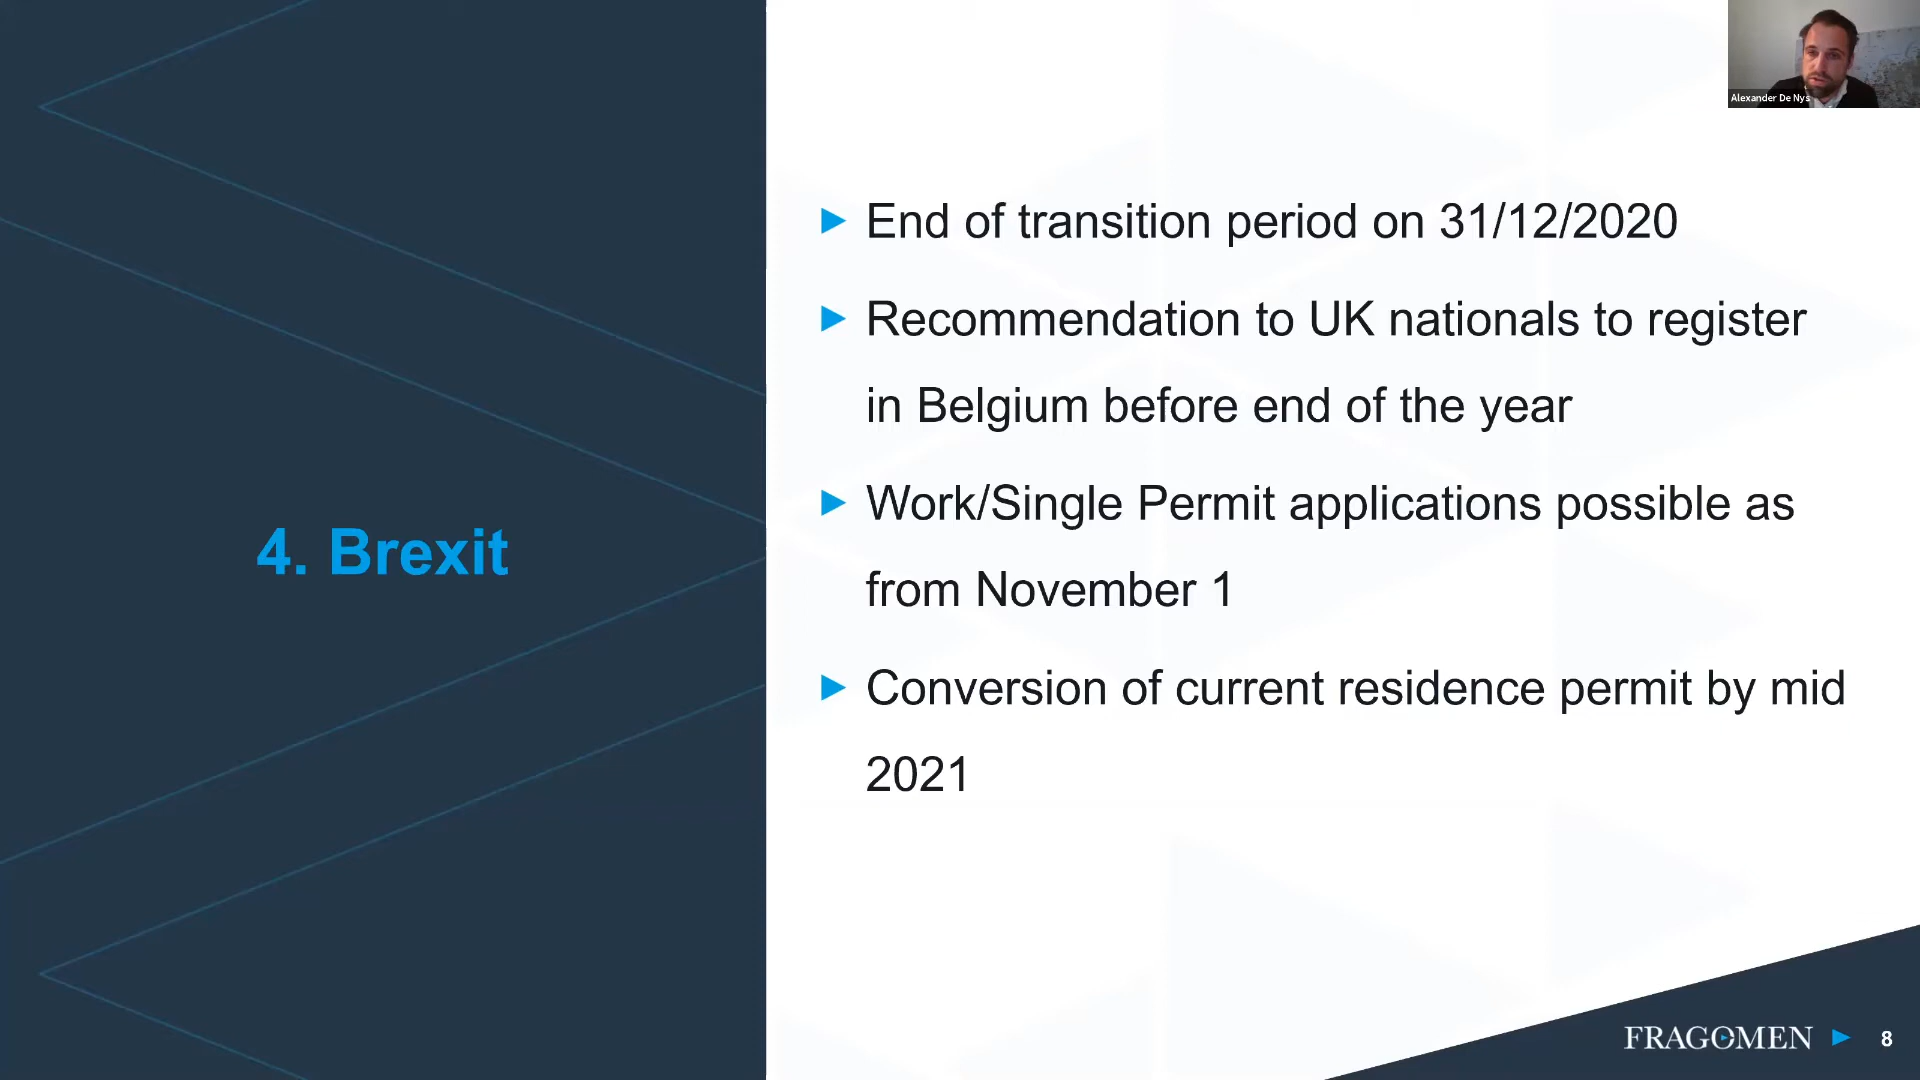 Alexander De Nys
End of transition period on 31/12/2020
Recommendation to UK nationals to register
in Belgium before end of the year
4. Brexit
Work/Single Permit applications possible as
from November 1
Conversion of current residence permit by mid
2021
FRAGOMEN
8